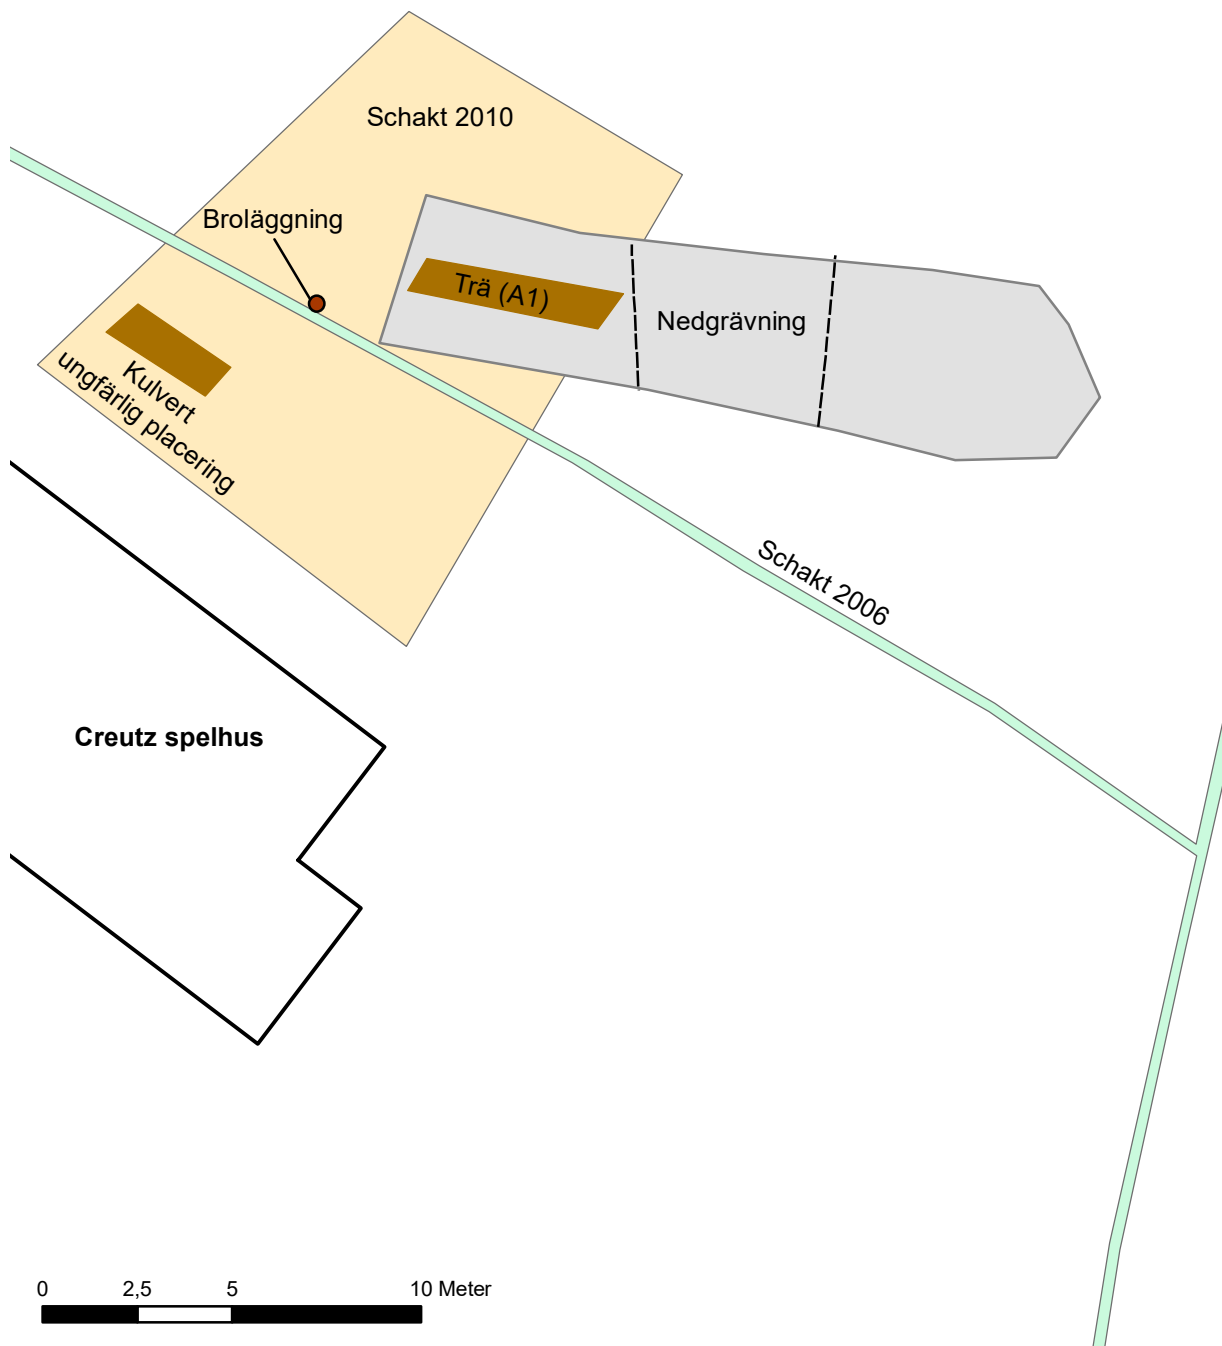 Schakt 2010
Broläggning
Trä (A1)
Nedgrävning
Kulvert
ungfärlig placering
Schakt 2006
Creutz spelhus
0 2,5 5 10 Meter